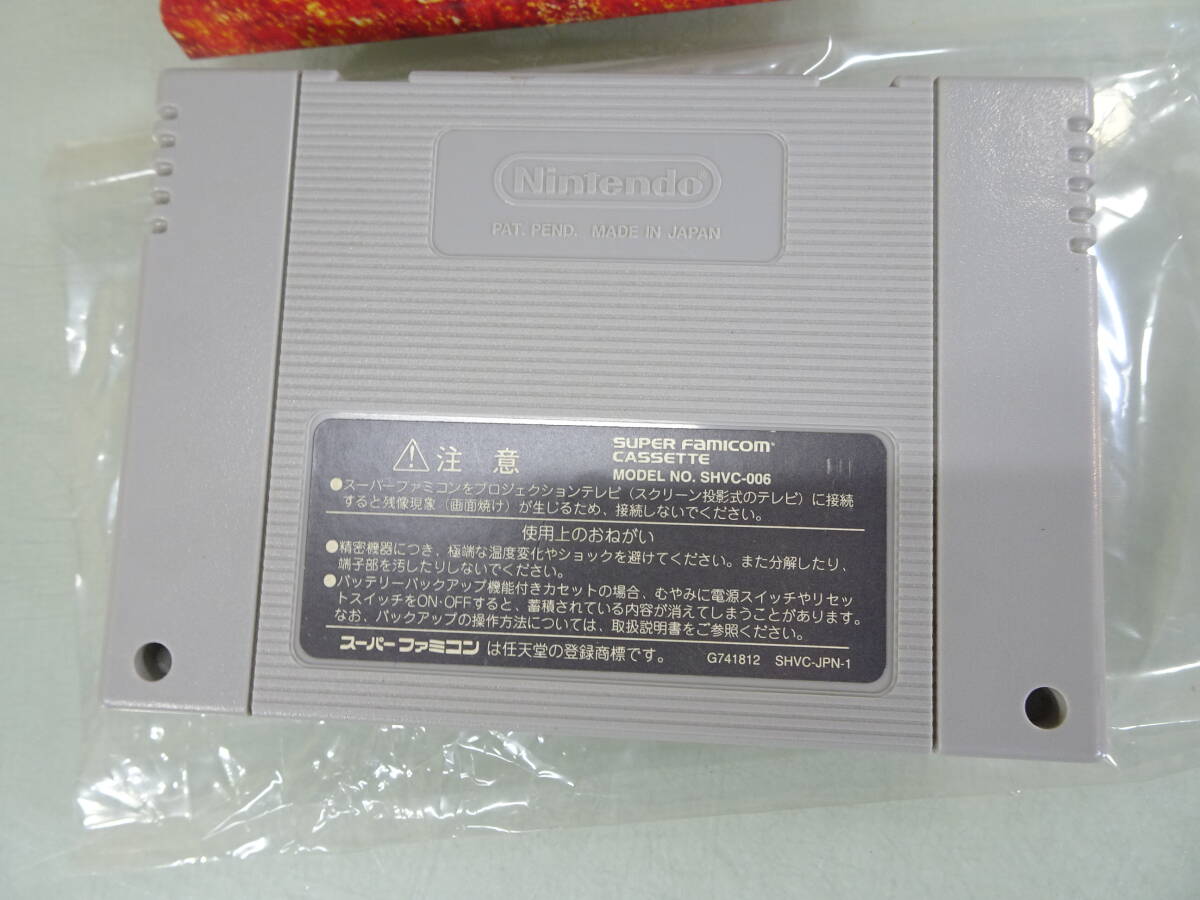 Nintendo
PAT. PEND. MADE IN JAPAN
注 意
SUPER FAMICOM
CASSETTE
MODEL NO. SHVC-006
●スーパーファミコンをプロジェクションテレビ（スクリーン投影式のテレビ）に接続
すると残像現象（画面焼け）が生じるため、接続しないでください。
使用上のおねがい
●精密機器につき、極端な温度変化やショックを避けてください。また分解したり、
端子部を汚したりしないでください。
●バッテリーバックアップ機能付きカセットの場合、むやみに電源スイッチやリセッ
トスイッチをON・OFFすると、蓄積されている内容が消えてしまうことがあります。
なお、バックアップの操作方法については、取扱説明書をご参照ください。
スーパーファミコン は任天堂の登録商標です。 G741812 SHVC-JPN-1